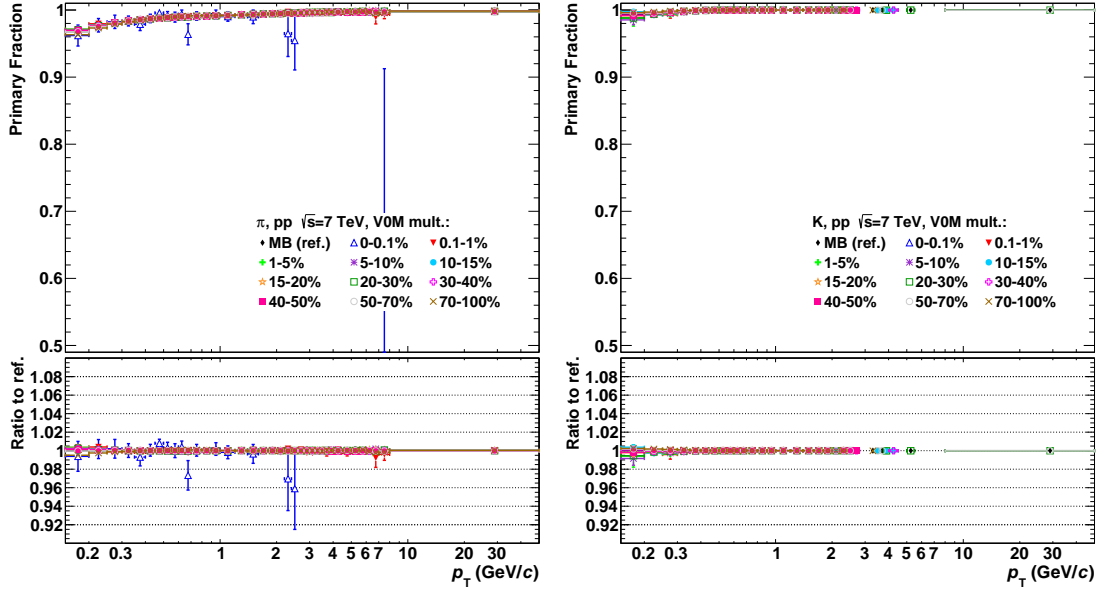 Primary Fraction
1
0.9
0.8
0.7
0.6
0.5
π, pp √s=7 TeV, V0M mult.:
MB (ref.) 0-0.1% 0.1-1%
1-5% 5-10% 10-15%
15-20% 20-30% 30-40%
40-50% 50-70% 70-100%
Ratio to ref.
1.08
1.06
1.04
1.02
1
0.98
0.96
0.94
0.92
0.2 0.3 1 2 3 4 5 6 7 10 20 30
p_T (GeV/c)
Primary Fraction
1
0.9
0.8
0.7
0.6
0.5
K, pp √s=7 TeV, V0M mult.:
MB (ref.) 0-0.1% 0.1-1%
1-5% 5-10% 10-15%
15-20% 20-30% 30-40%
40-50% 50-70% 70-100%
Ratio to ref.
1.08
1.06
1.04
1.02
1
0.98
0.96
0.94
0.92
0.2 0.3 1 2 3 4 5 6 7 10 20 30
p_T (GeV/c)